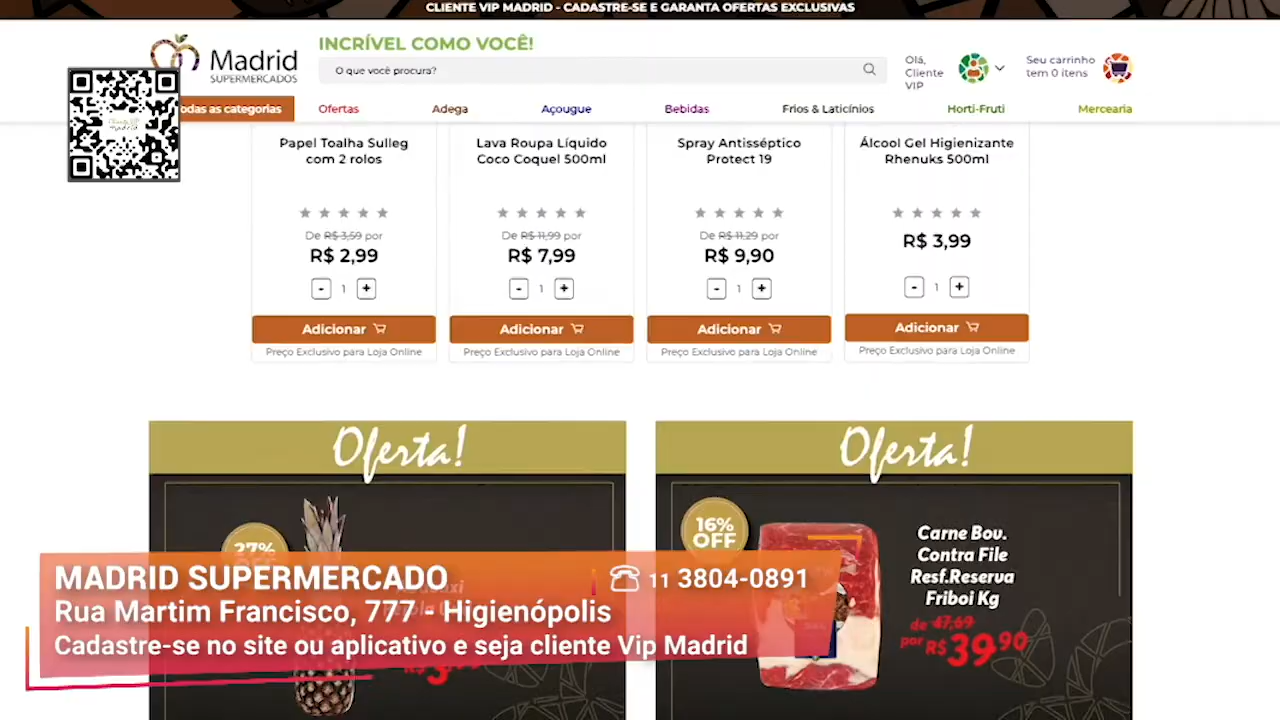 CLIENTE VIP MADRID - CADASTRE-SE E GARANTA OFERTAS EXCLUSIVAS
Madrid
SUPERMERCADOS
INCRÍVEL COMO VOCÊ!
O que você procura?
Olá,
Cliente
VIP
Seu carrinho
tem 0 itens
odas as categorias
Ofertas
Adega
Açougue
Bebidas
Frios & Laticínios
Horti-Fruti
Mercearia
Papel Toalha Sulleg
com 2 rolos
De R$ 3,59 por
R$ 2,99
- 1 +
Adicionar
Preço Exclusivo para Loja Online
Lava Roupa Líquido
Coco Coquel 500ml
De R$ 11,99 por
R$ 7,99
- 1 +
Adicionar
Preço Exclusivo para Loja Online
Spray Antisséptico
Protect 19
De R$ 11,29 por
R$ 9,90
- 1 +
Adicionar
Preço Exclusivo para Loja Online
Álcool Gel Higienizante
Rhenuks 500ml
R$ 3,99
- 1 +
Adicionar
Preço Exclusivo para Loja Online
Oferta!
27%
Oferta!
16%
OFF
Carne Bov.
Contra File
Resf.Reserva
Friboi Kg
de 47,69
por R$ 39,90
MADRID SUPERMERCADO
11 3804-0891
Rua Martim Francisco, 777 - Higienópolis
Cadastre-se no site ou aplicativo e seja cliente Vip Madrid